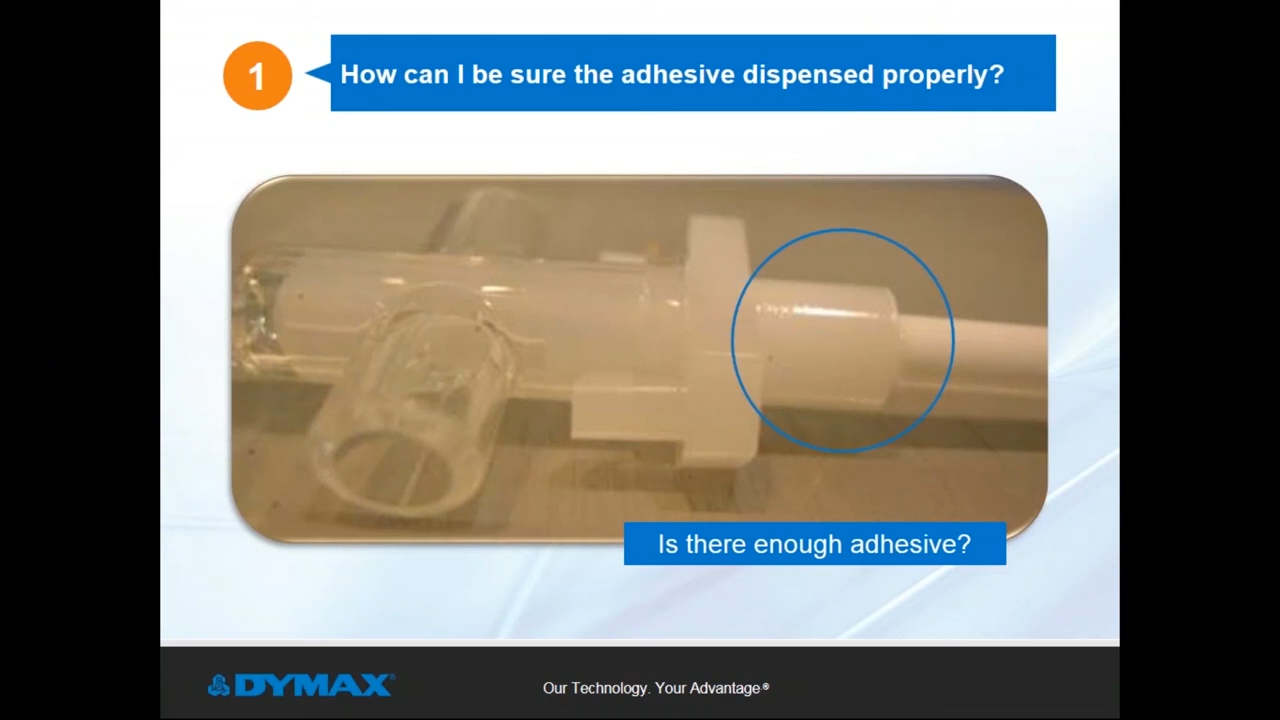 1
How can I be sure the adhesive dispensed properly?
Is there enough adhesive?
DYMAX®
Our Technology. Your Advantage®